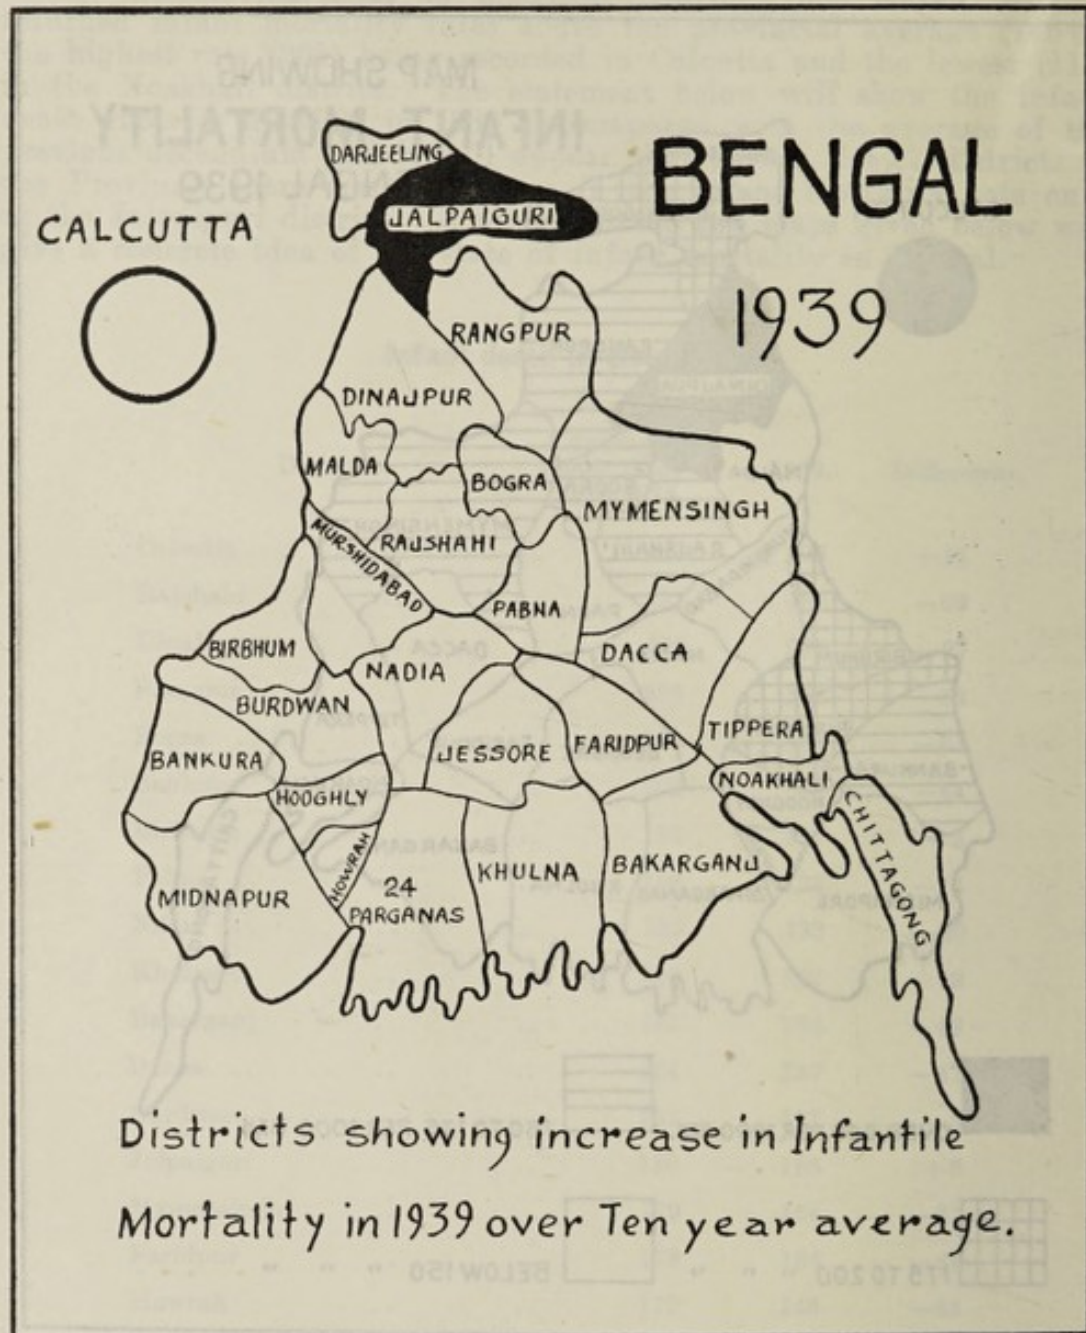 BENGAL
1939
CALCUTTA
DARJEELING
JALPAIGURI
RANGPUR
DINAJPUR
MALDA
BOGRA
MYMENSINGH
RAJSHAHI
MURSHIDABAD
PABNA
BIRBHUM
NADIA
DACCA
BURDWAN
BANKURA
JESSORE
FARIDPUR
TIPPERA
HOOGHLY
NOAKHALI
CHITTAGONG
HOWRAH
MIDNAPUR
24
PARGANAS
KHULNA
BAKARGANJ
Districts showing increase in Infantile
Mortality in 1939 over Ten year average.